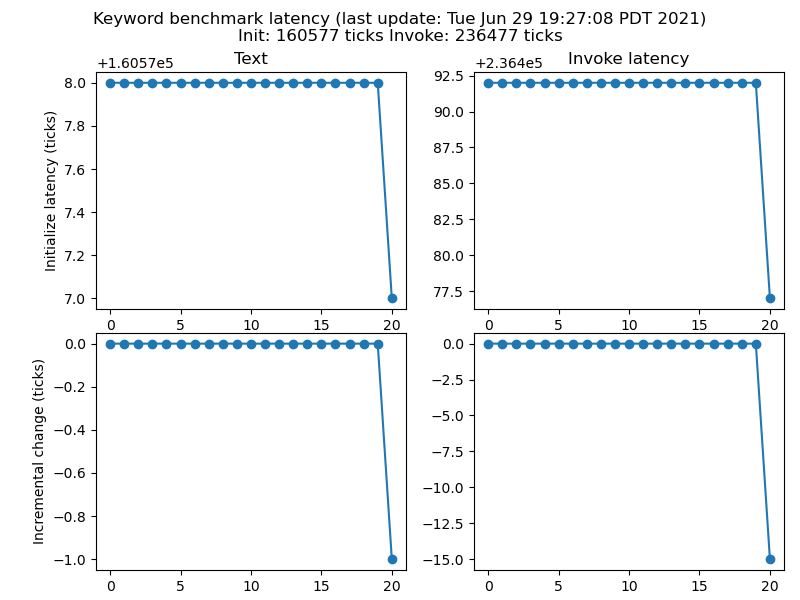 Keyword benchmark latency (last update: Tue Jun 29 19:27:08 PDT 2021)
Init: 160577 ticks Invoke: 236477 ticks
Text
+1.6057e5
Initialize latency (ticks)
8.0
7.8
7.6
7.4
7.2
7.0
0 5 10 15 20
Invoke latency
+2.364e5
92.5
90.0
87.5
85.0
82.5
80.0
77.5
0 5 10 15 20
Incremental change (ticks)
0.0
−0.2
−0.4
−0.6
−0.8
−1.0
0 5 10 15 20
0.0
−2.5
−5.0
−7.5
−10.0
−12.5
−15.0
0 5 10 15 20